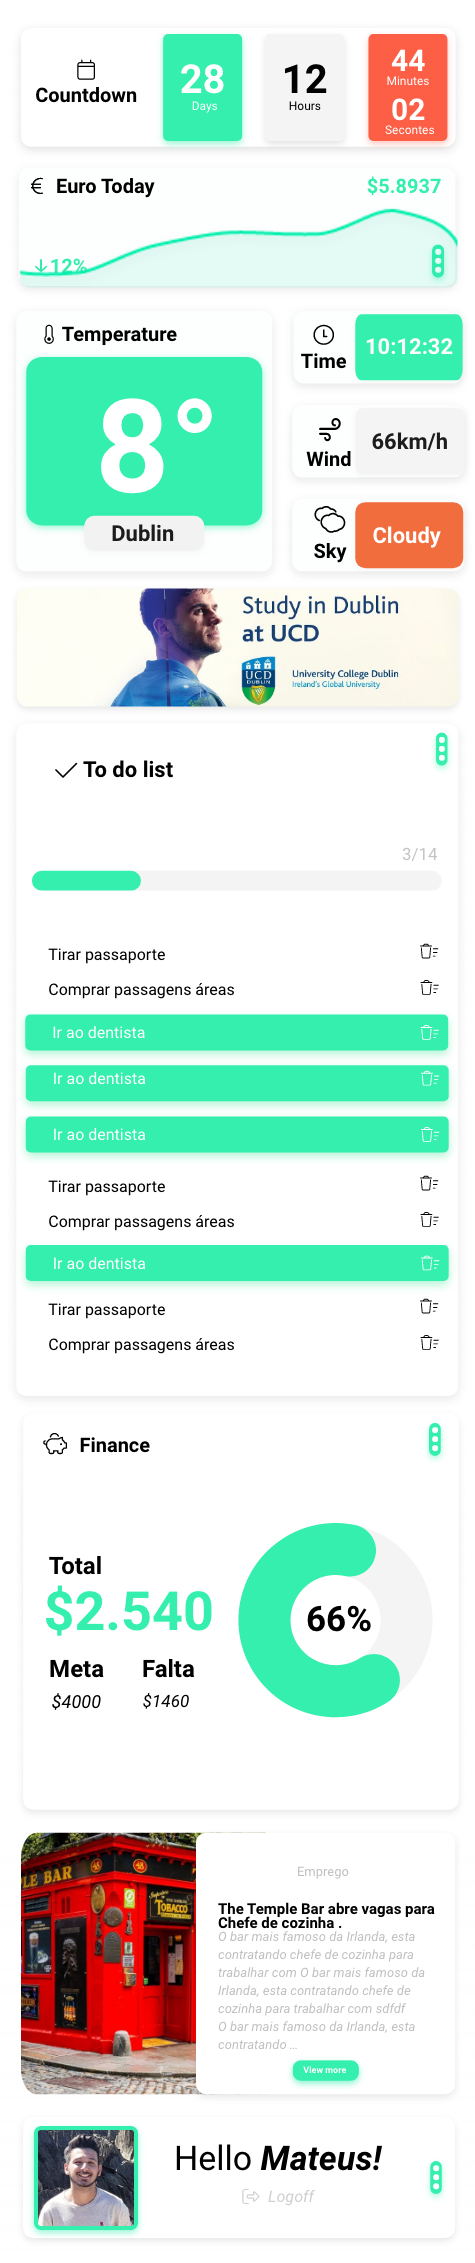 Countdown
28
Days
12
Hours
44
Minutes
02
Secontes
Euro Today
$5.8937
12%
Temperature
8°
Dublin
Time
10:12:32
Wind
66km/h
Sky
Cloudy
Study in Dublin
at UCD
UCD
DUBLIN
University College Dublin
Ireland's Global University
To do list
3/14
Tirar passaporte
Comprar passagens áreas
Ir ao dentista
Ir ao dentista
Ir ao dentista
Tirar passaporte
Comprar passagens áreas
Ir ao dentista
Tirar passaporte
Comprar passagens áreas
Finance
Total
$2.540
Meta
Falta
$4000
$1460
66%
LE BAR
TOBACCO
Emprego
The Temple Bar abre vagas para
Chefe de cozinha .
O bar mais famoso da Irlanda, esta
contratando chefe de cozinha para
trabalhar com O bar mais famoso da
Irlanda, esta contratando chefe de
cozinha para trabalhar com sdfdf
O bar mais famoso da Irlanda, esta
contratando ...
View more
Hello Mateus!
Logoff